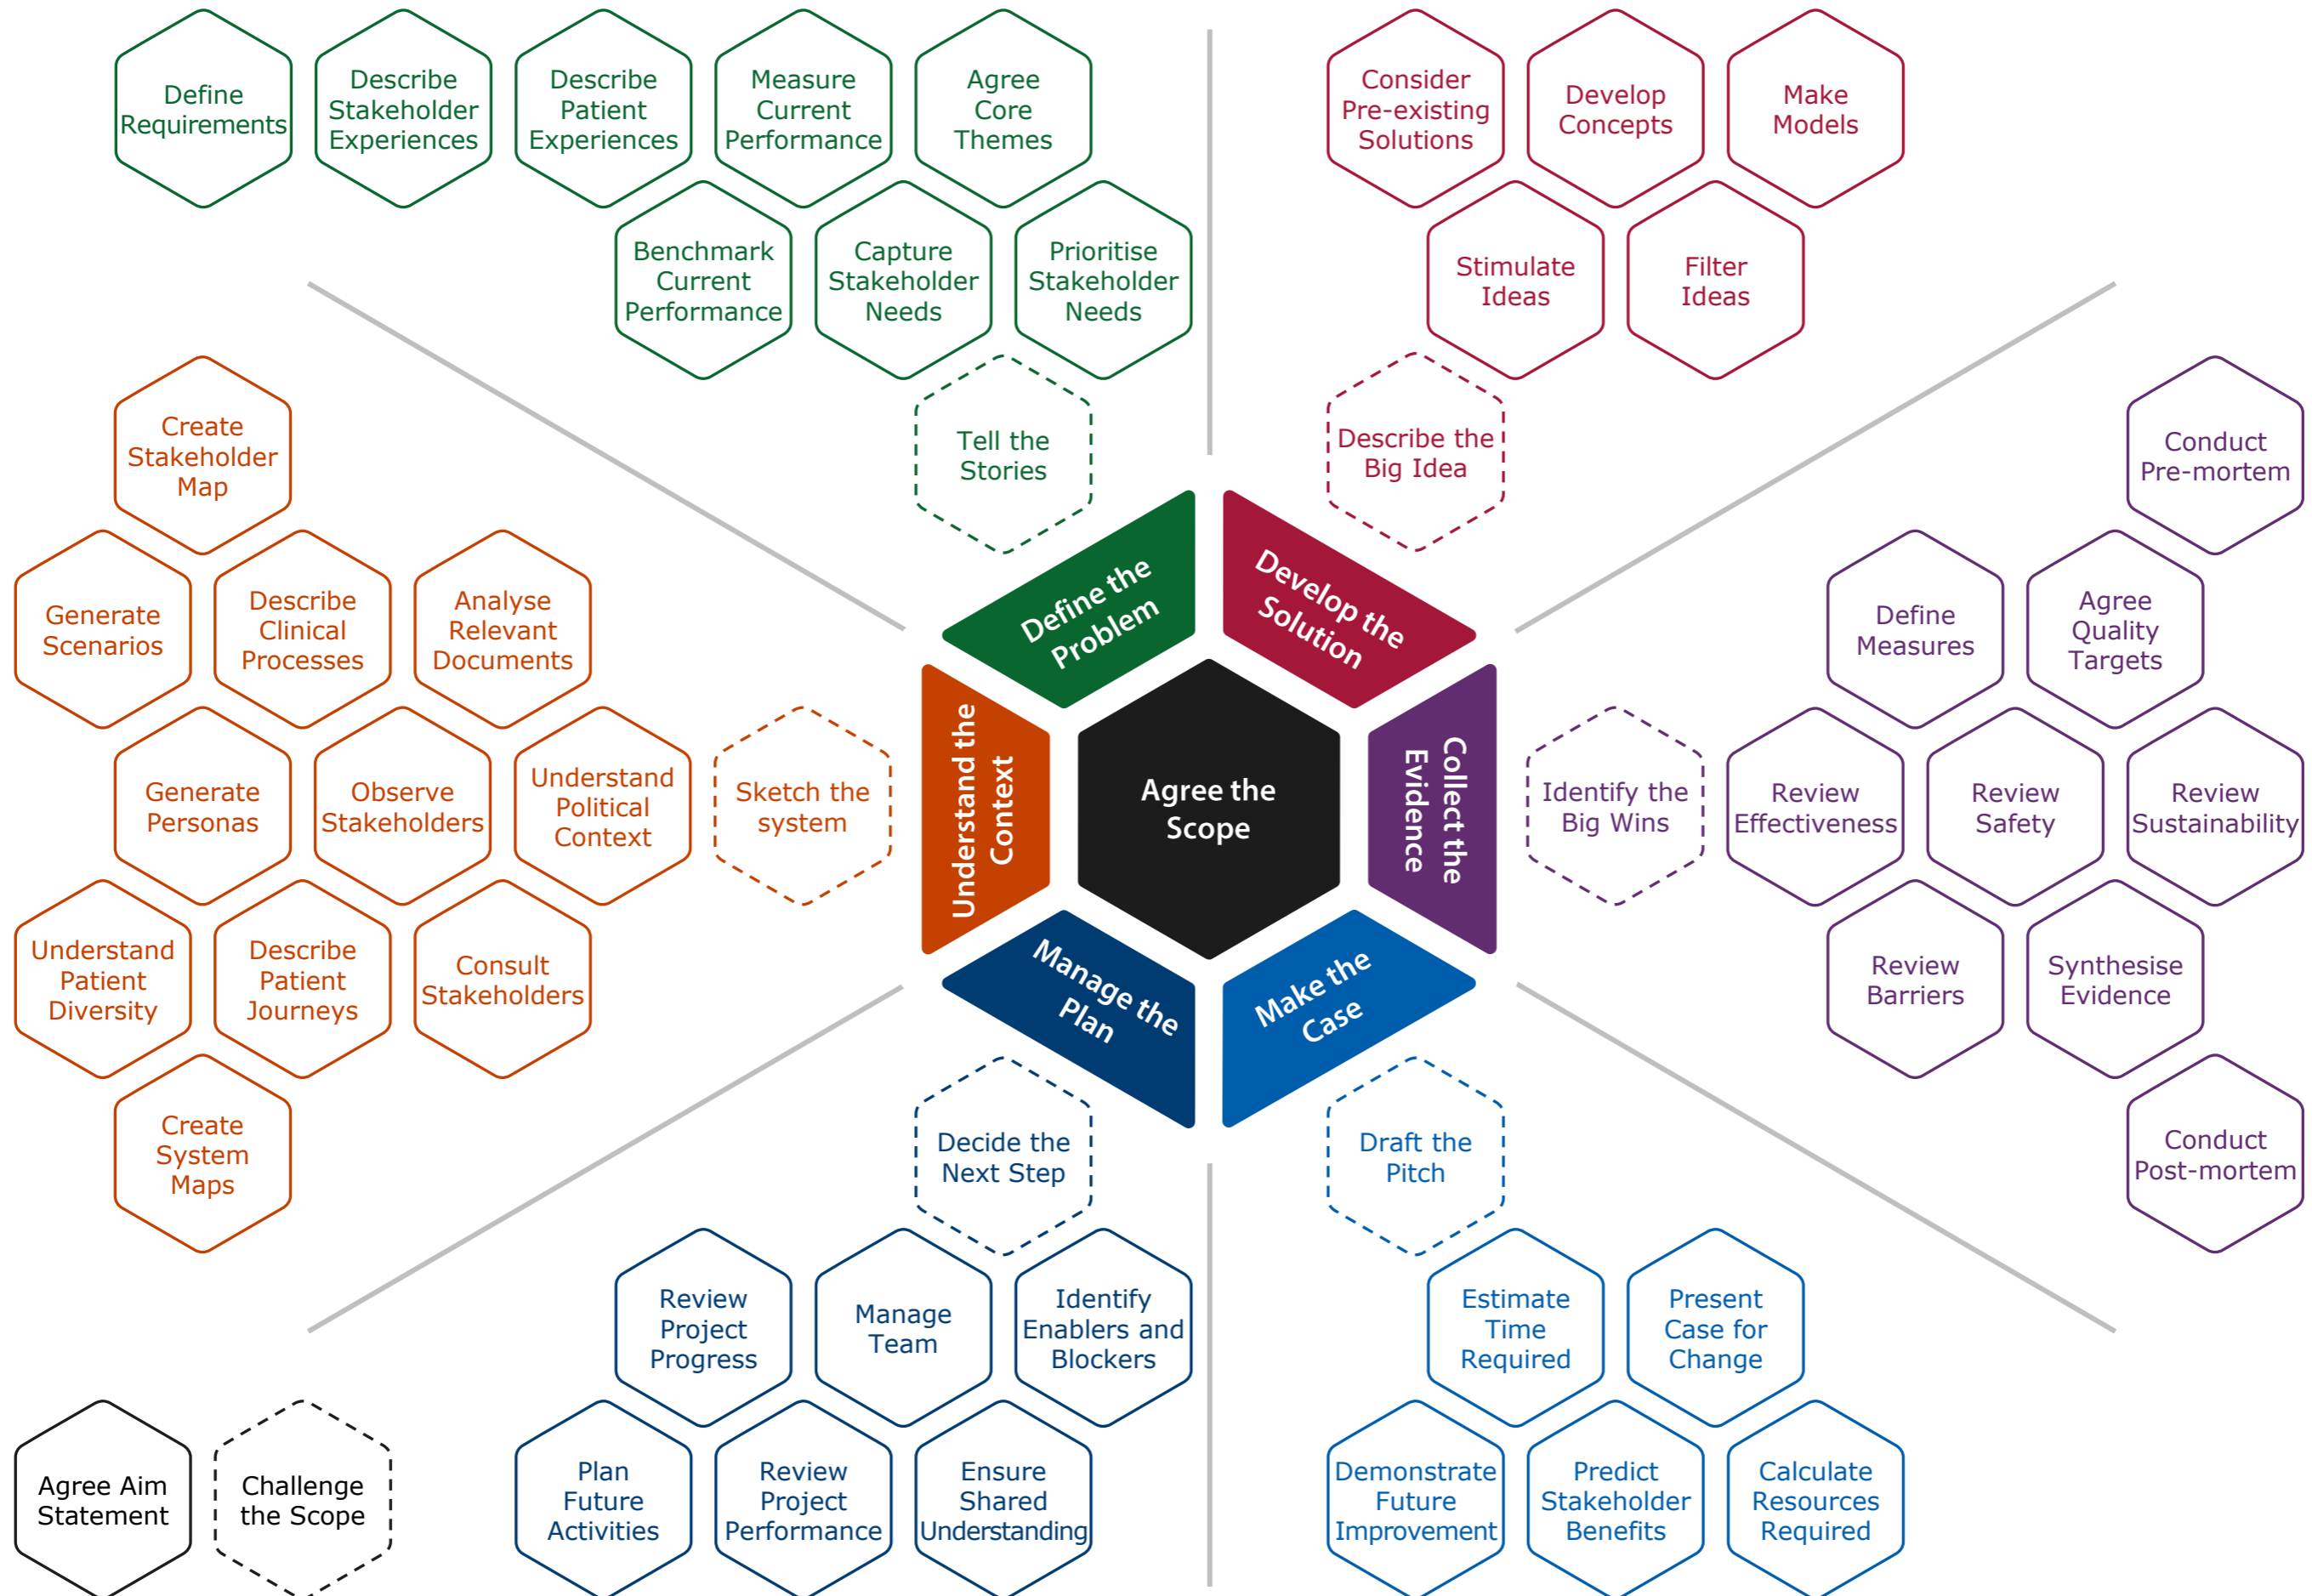 Define
Requirements
Describe
Stakeholder
Experiences
Describe
Patient
Experiences
Measure
Current
Performance
Agree
Core
Themes
Benchmark
Current
Performance
Capture
Stakeholder
Needs
Prioritise
Stakeholder
Needs
Tell the
Stories
Consider
Pre-existing
Solutions
Develop
Concepts
Make
Models
Stimulate
Ideas
Filter
Ideas
Describe the
Big Idea
Create
Stakeholder
Map
Generate
Scenarios
Describe
Clinical
Processes
Analyse
Relevant
Documents
Generate
Personas
Observe
Stakeholders
Understand
Political
Context
Sketch the
system
Understand
Patient
Diversity
Describe
Patient
Journeys
Consult
Stakeholders
Create
System
Maps
Define the
Problem
Develop the
Solution
Understand the
Context
Agree the
Scope
Collect the
Evidence
Manage the
Plan
Make the
Case
Conduct
Pre-mortem
Define
Measures
Agree
Quality
Targets
Identify the
Big Wins
Review
Effectiveness
Review
Safety
Review
Sustainability
Review
Barriers
Synthesise
Evidence
Conduct
Post-mortem
Decide the
Next Step
Review
Project
Progress
Manage
Team
Identify
Enablers and
Blockers
Plan
Future
Activities
Review
Project
Performance
Ensure
Shared
Understanding
Draft the
Pitch
Estimate
Time
Required
Present
Case for
Change
Demonstrate
Future
Improvement
Predict
Stakeholder
Benefits
Calculate
Resources
Required
Agree Aim
Statement
Challenge
the Scope